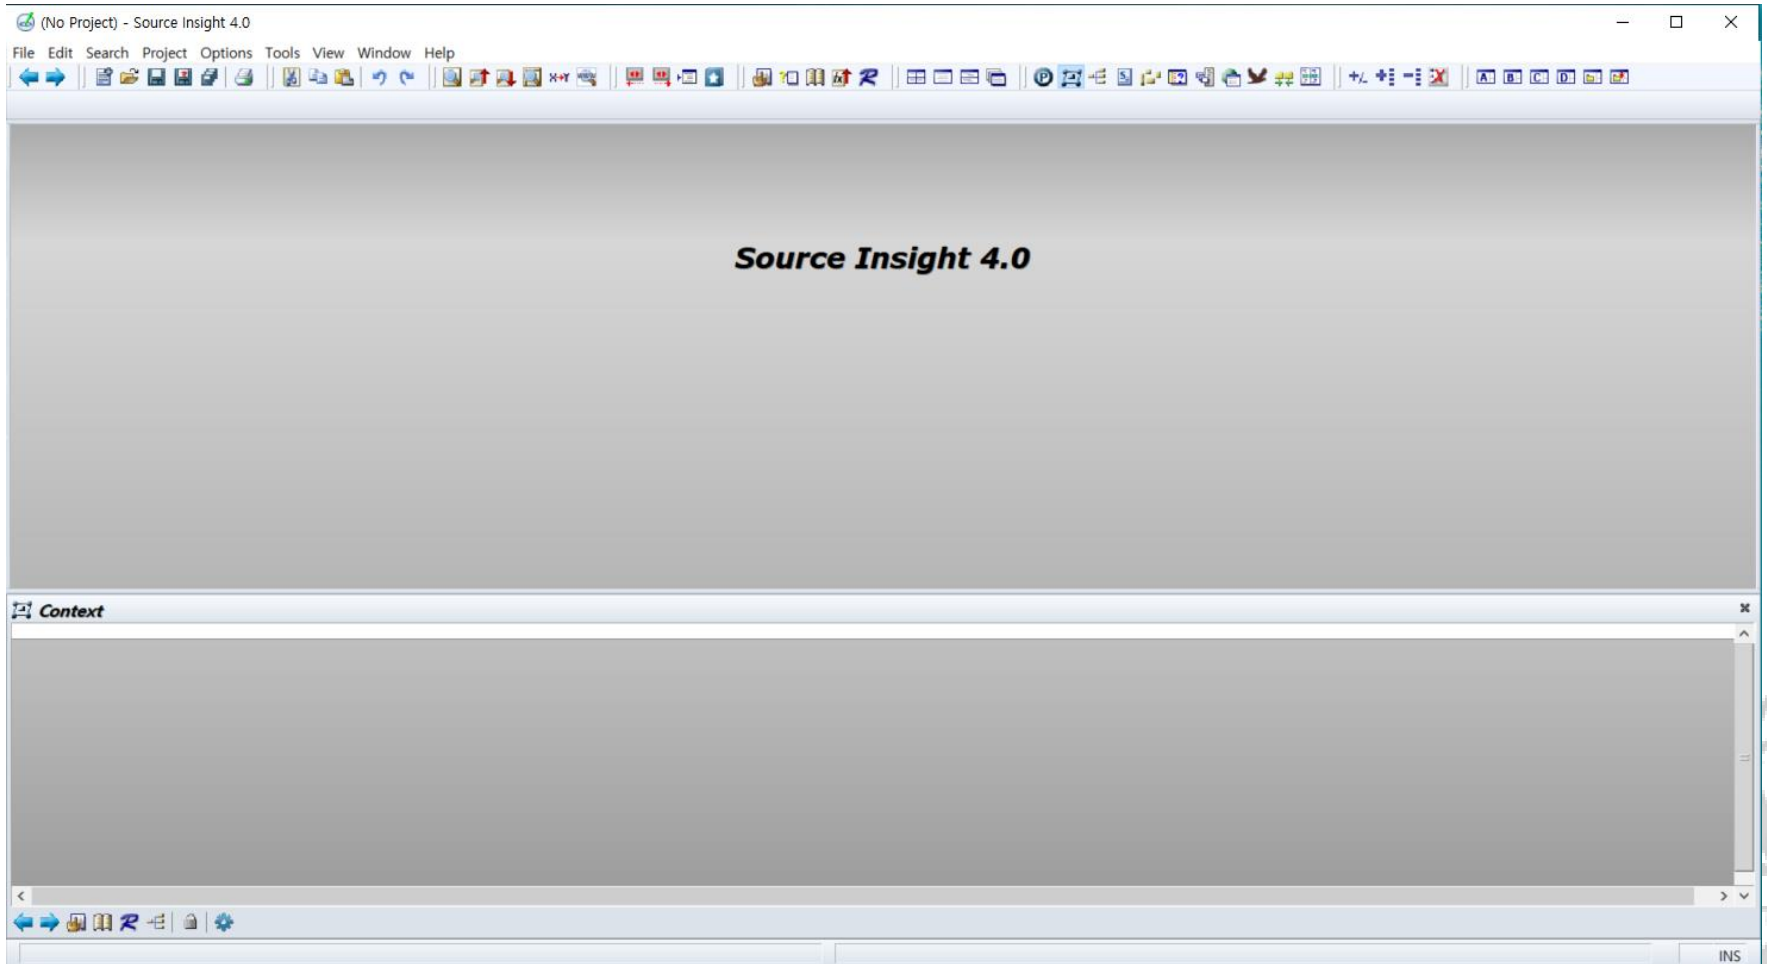 (No Project) - Source Insight 4.0
File Edit Search Project Options Tools View Window Help
Source Insight 4.0
Context
INS